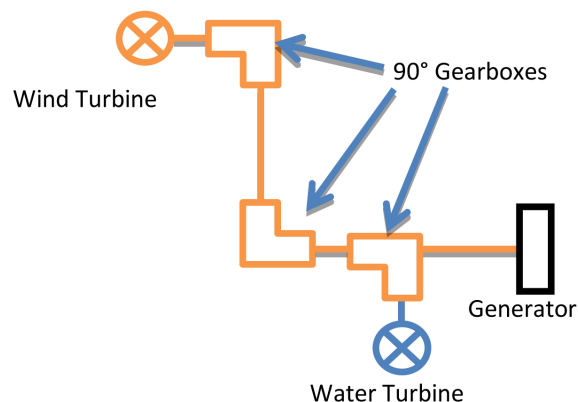 90° Gearboxes
Wind Turbine
Generator
Water Turbine